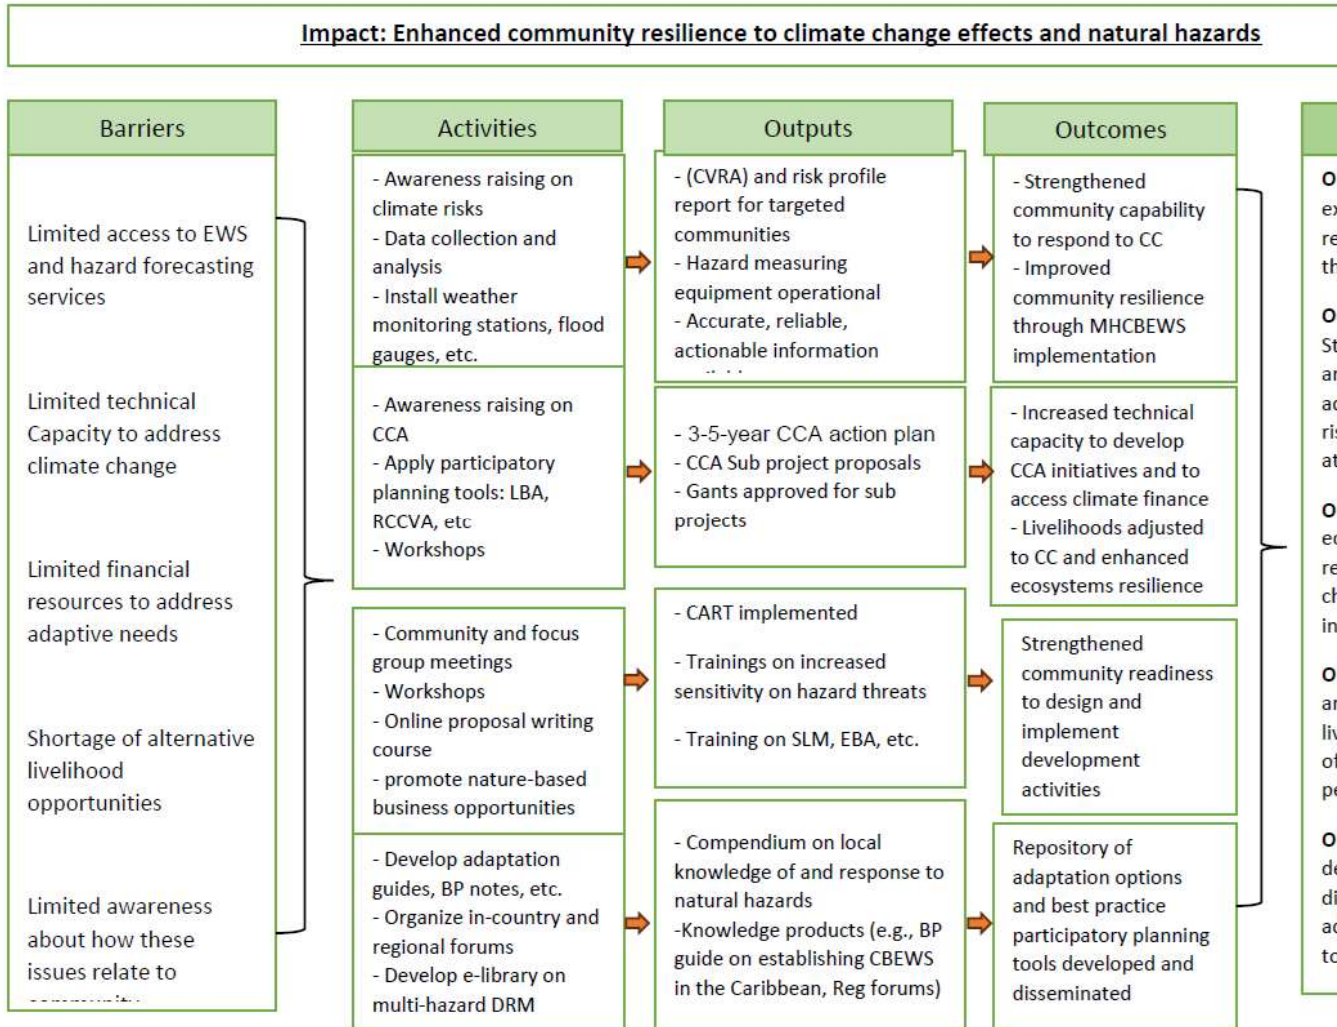 Impact: Enhanced community resilience to climate change effects and natural hazards
Barriers
Limited access to EWS
and hazard forecasting
services
Limited technical
Capacity to address
climate change
Limited financial
resources to address
adaptive needs
Shortage of alternative
livelihood
opportunities
Limited awareness
about how these
issues relate to
Activities
- Awareness raising on
climate risks
- Data collection and
analysis
- Install weather
monitoring stations, flood
gauges, etc.
- Awareness raising on
CCA
- Apply participatory
planning tools: LBA,
RCCVA, etc
- Workshops
- Community and focus
group meetings
- Workshops
- Online proposal writing
course
- promote nature-based
business opportunities
- Develop adaptation
guides, BP notes, etc.
- Organize in-country and
regional forums
- Develop e-library on
multi-hazard DRM
Outputs
- (CVRA) and risk profile
report for targeted
communities
- Hazard measuring
equipment operational
- Accurate, reliable,
actionable information
- 3-5-year CCA action plan
- CCA Sub project proposals
- Gants approved for sub
projects
- CART implemented
- Trainings on increased
sensitivity on hazard threats
- Training on SLM, EBA, etc.
- Compendium on local
knowledge of and response to
natural hazards
-Knowledge products (e.g., BP
guide on establishing CBEWS
in the Caribbean, Reg forums)
Outcomes
- Strengthened
community capability
to respond to CC
- Improved
community resilience
through MHCBEWS
implementation
- Increased technical
capacity to develop
CCA initiatives and to
access climate finance
- Livelihoods adjusted
to CC and enhanced
ecosystems resilience
Strengthened
community readiness
to design and
implement
development
activities
Repository of
adaptation options
and best practice
participatory planning
tools developed and
disseminated